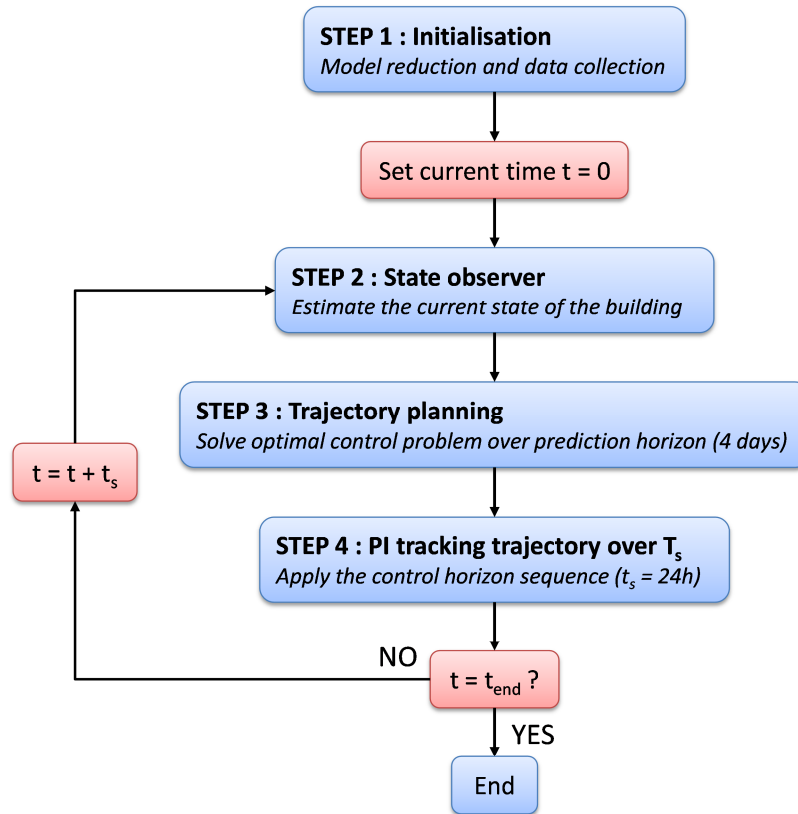 STEP 1 : Initialisation
Model reduction and data collection
Set current time t = 0
STEP 2 : State observer
Estimate the current state of the building
STEP 3 : Trajectory planning
Solve optimal control problem over prediction horizon (4 days)
t = t + tₛ
STEP 4 : PI tracking trajectory over Tₛ
Apply the control horizon sequence (tₛ = 24h)
NO
t = t_end ?
YES
End